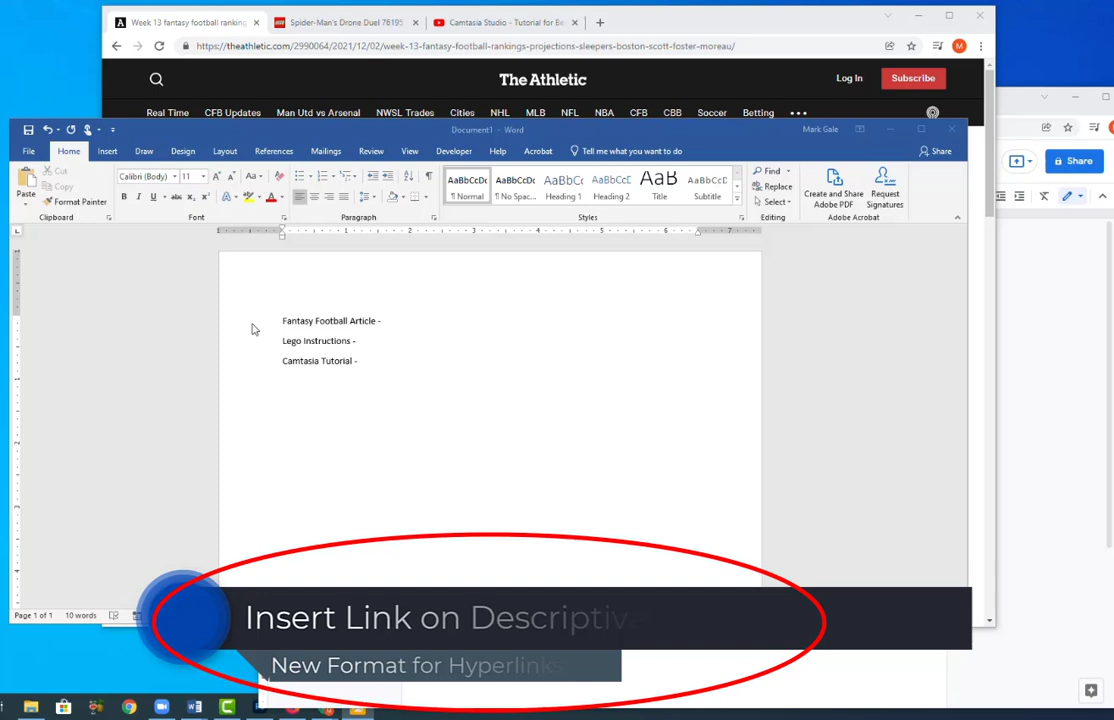 Week 13 fantasy football ranking
Spider-Man's Drone Duel 76195
Camtasia Studio - Tutorial for Be
https://theathletic.com/2990064/2021/12/02/week-13-fantasy-football-rankings-projections-sleepers-boston-scott-foster-moreau/
M
The Athletic
Log In
Subscribe
Real Time
CFB Updates
Man Utd vs Arsenal
NWSL Trades
Cities
NHL
MLB
NFL
NBA
CFB
CBB
Soccer
Betting
Document1 - Word
Mark Gale
File
Home
Insert
Draw
Design
Layout
References
Mailings
Review
View
Developer
Help
Acrobat
Tell me what you want to do
Share
Share
Paste
Cut
Copy
Format Painter
Clipboard
Calibri (Body)
11
Font
Paragraph
AaBbCcDc
¶ Normal
AaBbCcDc
¶ No Spac...
AaBbCc
Heading 1
AaBbCcD
Heading 2
AaB
Title
AaBbCcD
Subtitle
Styles
Find
Replace
Select
Editing
Create and Share
Adobe PDF
Request
Signatures
Adobe Acrobat
Fantasy Football Article -
Lego Instructions -
Camtasia Tutorial -
Insert Link on Descriptive
New Format for Hyperlinks
Page 1 of 1
10 words